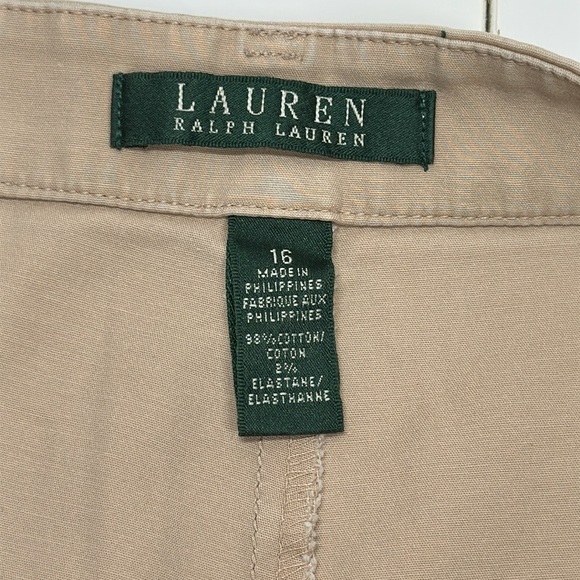 LAUREN
RALPH LAUREN
16
MADE IN
PHILIPPINES
FABRIQUE AUX
PHILIPPINES
98% COTTON/
COTON
2%
ELASTANE/
ELASTHANNE